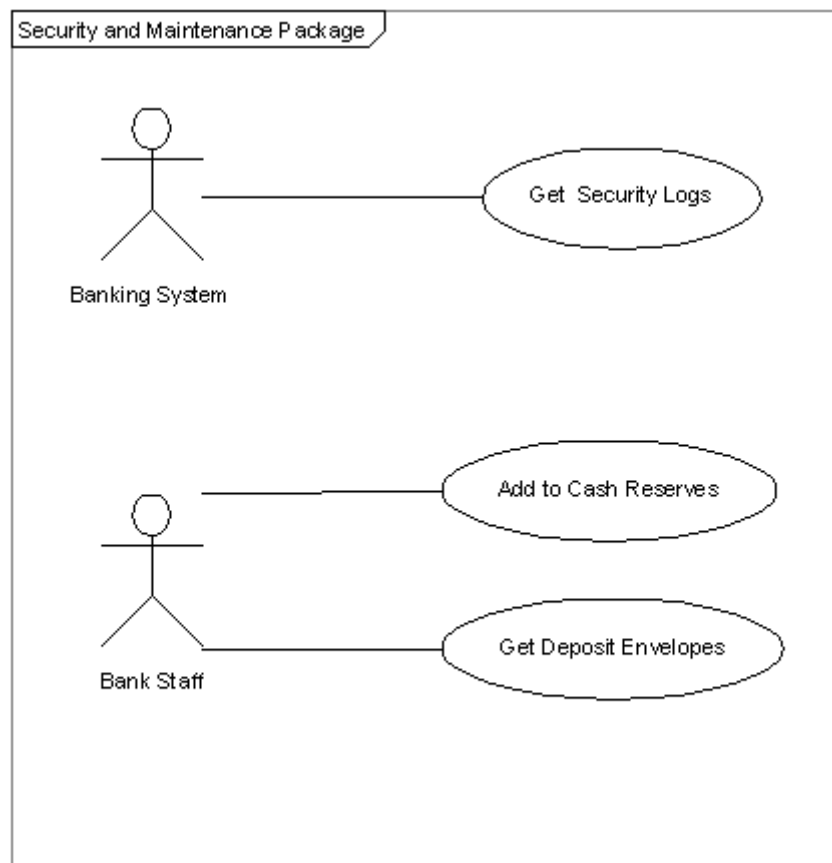 Security and Maintenance Package
Get Security Logs
Banking System
Add to Cash Reserves
Get Deposit Envelopes
Bank Staff